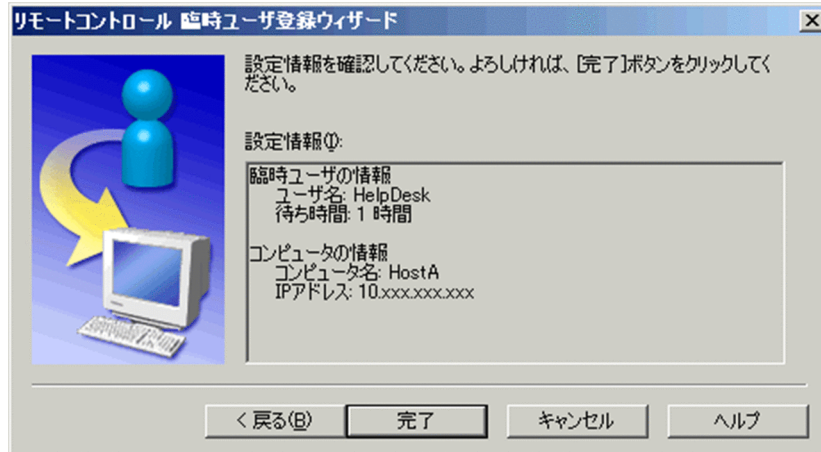 リモートコントロール 臨時ユーザ登録ウィザード
設定情報を確認してください。よろしければ、[完了]ボタンをクリックしてく
ださい。
設定情報(I):
臨時ユーザの情報
ユーザ名: HelpDesk
待ち時間: 1 時間
コンピュータの情報
コンピュータ名: HostA
IPアドレス: 10.xxx.xxx.xxx
< 戻る(B)
完了
キャンセル
ヘルプ